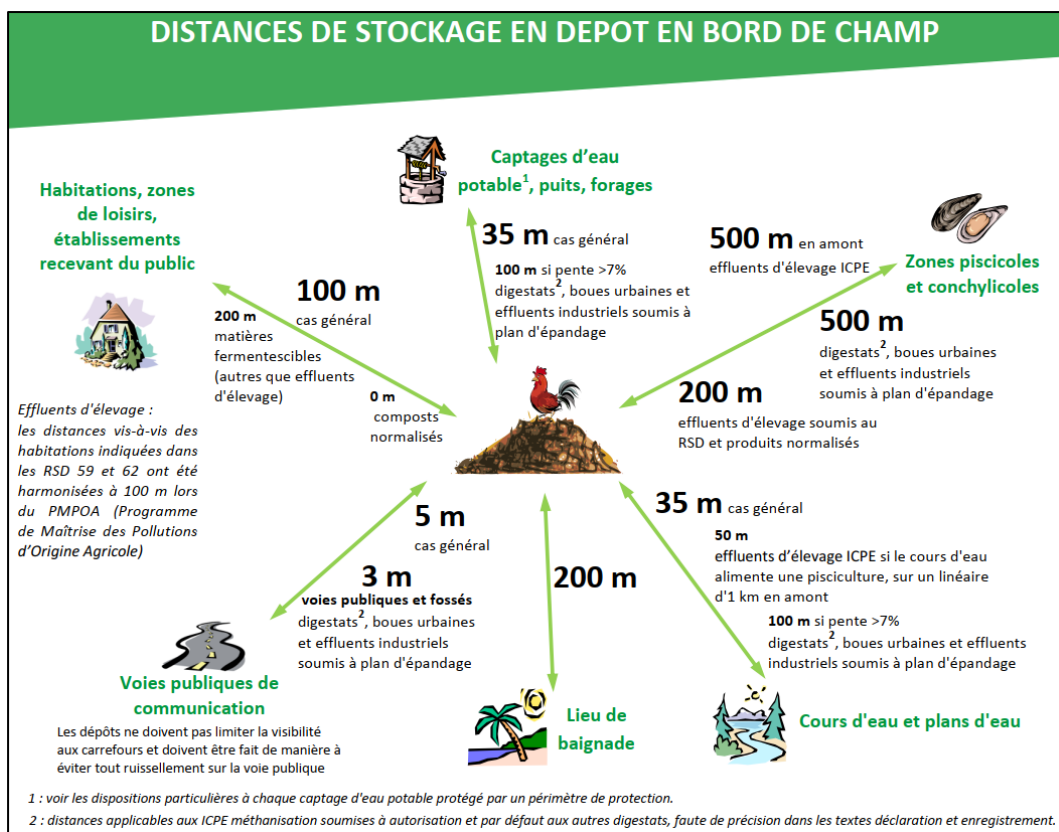 DISTANCES DE STOCKAGE EN DEPOT EN BORD DE CHAMP
Captages d'eau
potable¹, puits, forages
35 m cas général
100 m si pente >7%
digestats², boues urbaines et
effluents industriels soumis à
plan d'épandage
Habitations, zones
de loisirs,
établissements
recevant du public
100 m
cas général
200 m
matières
fermentescibles
(autres que effluents
d'élevage)
0 m
composts
normalisés
Effluents d'élevage :
les distances vis-à-vis des
habitations indiquées dans
les RSD 59 et 62 ont été
harmonisées à 100 m lors
du PMPOA (Programme
de Maîtrise des Pollutions
d'Origine Agricole)
500 m en amont
effluents d'élevage ICPE
Zones piscicoles
et conchylicoles
500 m
digestats², boues urbaines
et effluents industriels
soumis à plan d'épandage
200 m
effluents d'élevage soumis au
RSD et produits normalisés
5 m
cas général
3 m
voies publiques et fossés
digestats², boues urbaines
et effluents industriels
soumis à plan d'épandage
Voies publiques de
communication
Les dépôts ne doivent pas limiter la visibilité
aux carrefours et doivent être fait de manière à
éviter tout ruissellement sur la voie publique
200 m
Lieu de
baignade
35 m cas général
50 m
effluents d'élevage ICPE si le cours d'eau
alimente une pisciculture, sur un linéaire
d'1 km en amont
100 m si pente >7%
digestats², boues urbaines et effluents
industriels soumis à plan d'épandage
Cours d'eau et plans d'eau
1 : voir les dispositions particulières à chaque captage d'eau potable protégé par un périmètre de protection.
2 : distances applicables aux ICPE méthanisation soumises à autorisation et par défaut aux autres digestats, faute de précision dans les textes déclaration et enregistrement.